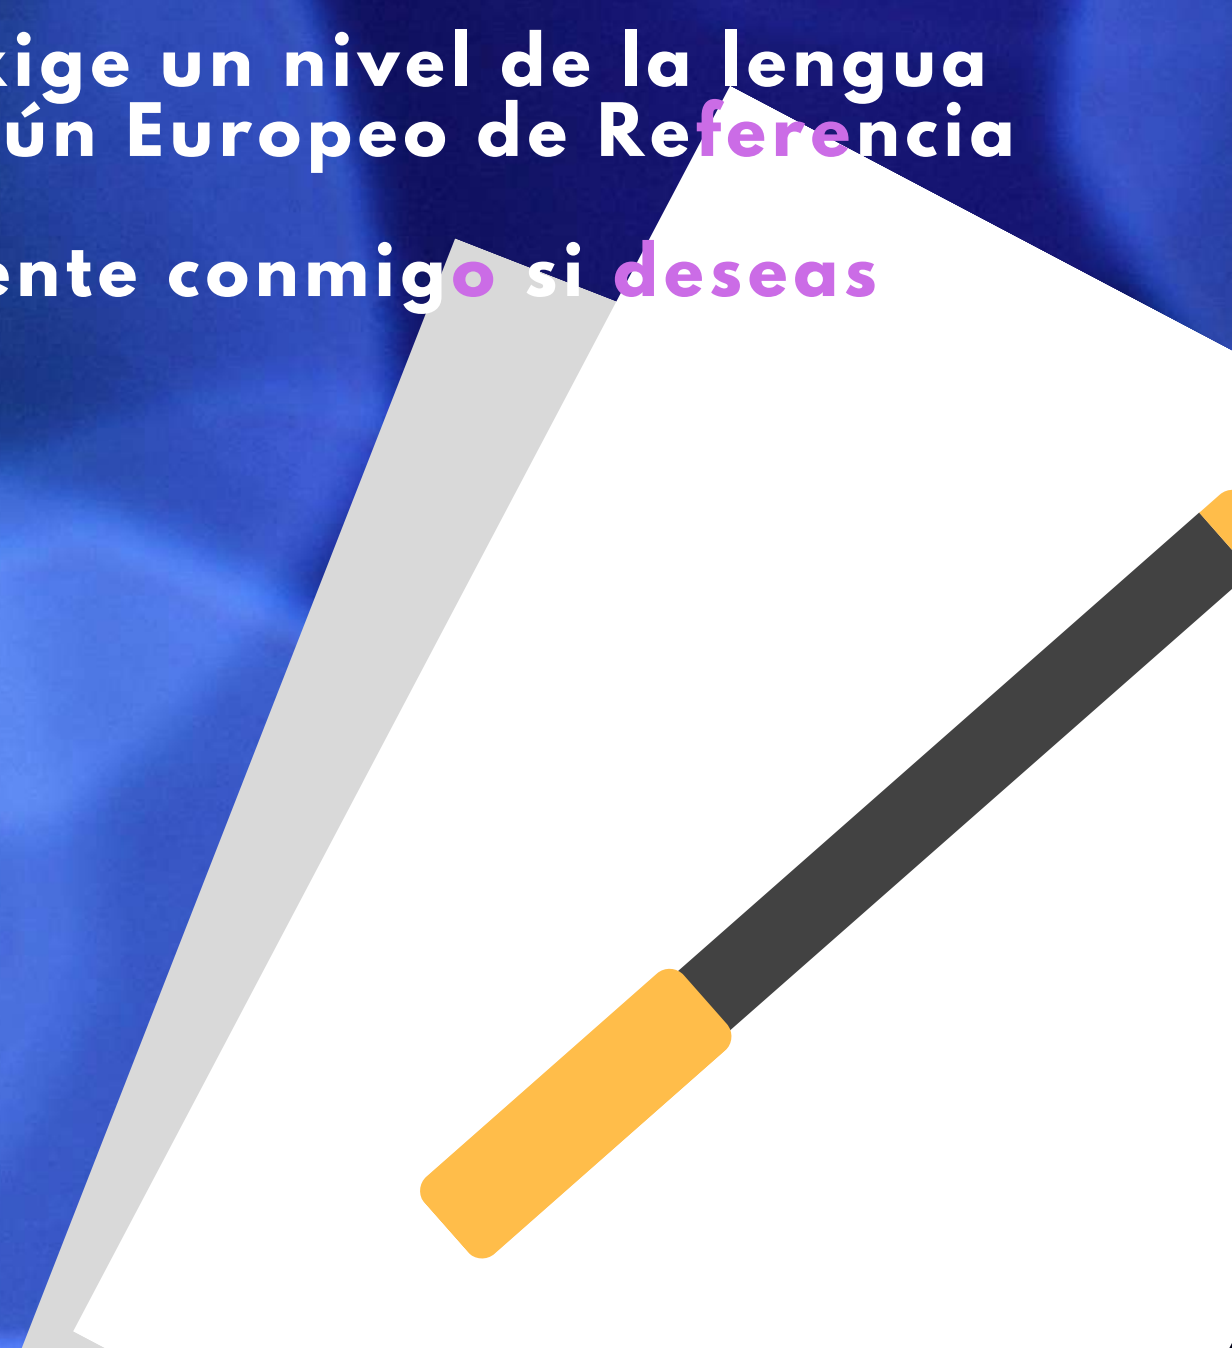 xige un nivel de la lengua
ún Europeo de Referencia
ente conmigo si deseas